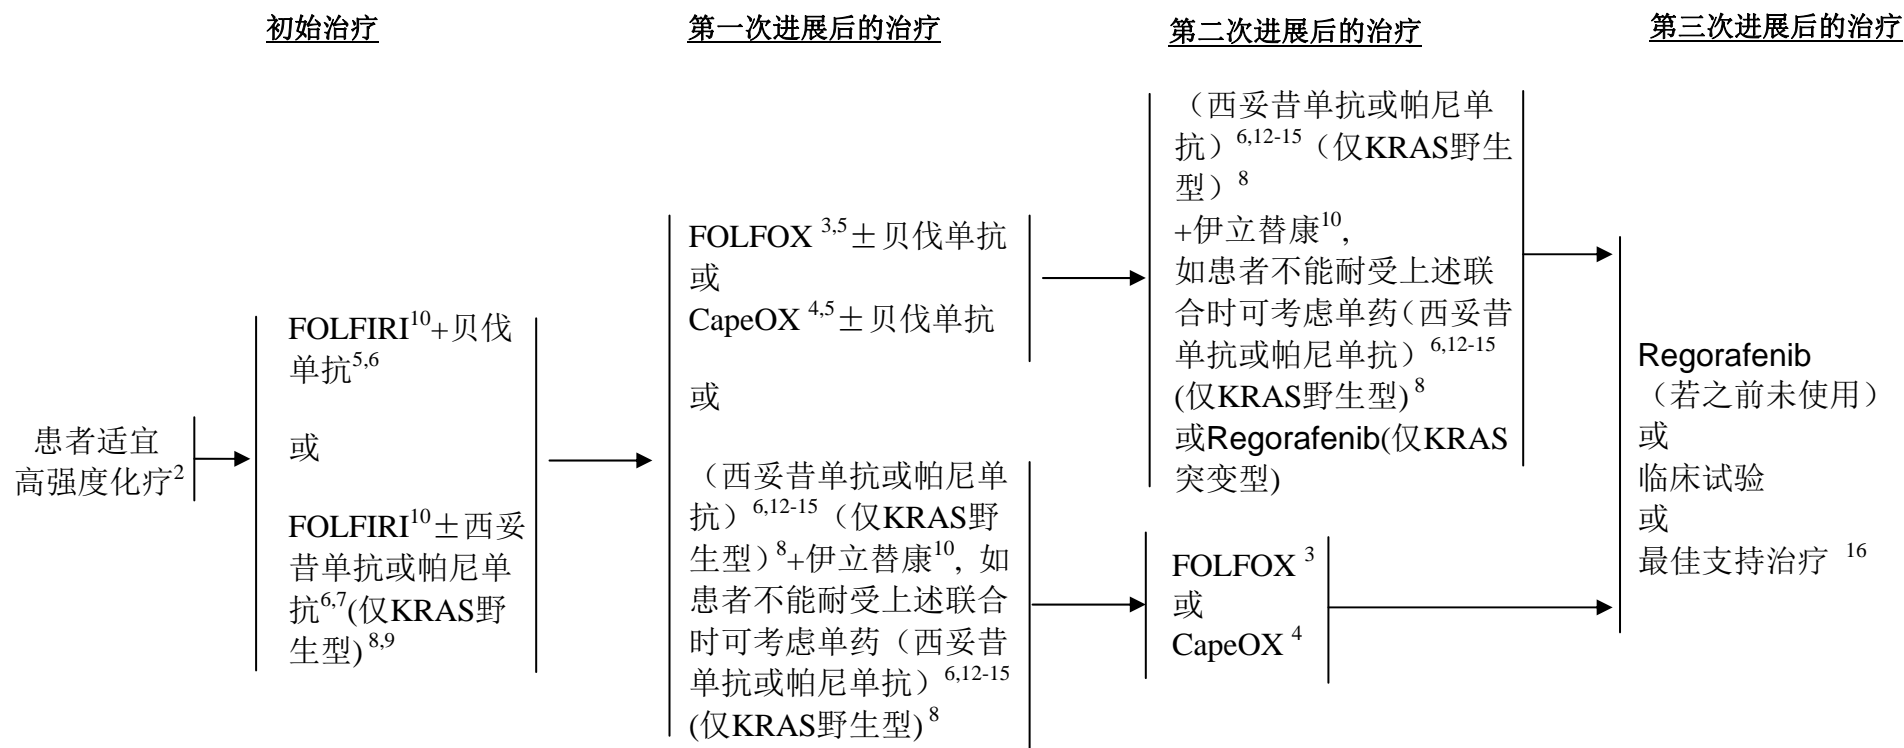 初始治疗
第一次进展后的治疗
第二次进展后的治疗
第三次进展后的治疗
患者适宜
高强度化疗2
FOLFIRI10+贝伐
单抗5,6
或
FOLFIRI10±西妥
昔单抗或帕尼单
抗6,7(仅KRAS野
生型)8,9
FOLFOX 3,5±贝伐单抗
或
CapeOX 4,5±贝伐单抗
或
（西妥昔单抗或帕尼单
抗）6,12-15（仅KRAS野
生型）8+伊立替康10, 如
患者不能耐受上述联合
时可考虑单药（西妥昔
单抗或帕尼单抗）6,12-15
(仅KRAS野生型) 8
（西妥昔单抗或帕尼单
抗）6,12-15（仅KRAS野生
型）8
+伊立替康10,
如患者不能耐受上述联
合时可考虑单药(西妥昔
单抗或帕尼单抗）6,12-15
(仅KRAS野生型) 8
或Regorafenib(仅KRAS
突变型)
FOLFOX 3
或
CapeOX 4
Regorafenib
（若之前未使用）
或
临床试验
或
最佳支持治疗 16